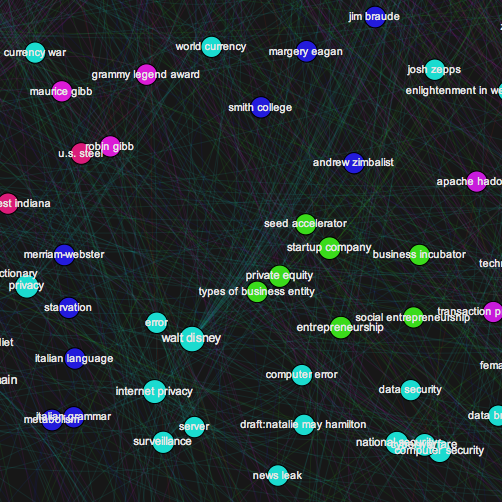 jim braude
currency war
world currency
margery eagan
josh zepps
grammy legend award
maurice gibb
enlightenment in we
smith college
robin gibb
u.s. steel
andrew zimbalist
apache hado
est indiana
seed accelerator
startup company
merriam-webster
business incubator
tech
ctionary
private equity
privacy
types of business entity
starvation
transaction p
social entrepreneurship
error
entrepreneurship
walt disney
iet
italian language
fema
ain
computer error
internet privacy
data security
italian grammar
metabolism
data b
server
draft:natalie may hamilton
surveillance
national security
computer security
news leak